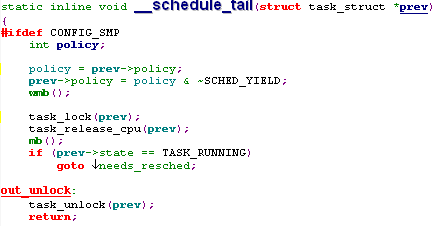 static inline void __schedule_tail(struct task_struct *prev)
{
#ifdef CONFIG_SMP
int policy;
policy = prev->policy;
prev->policy = policy & ~SCHED_YIELD;
wmb();
task_lock(prev);
task_release_cpu(prev);
mb();
if (prev->state == TASK_RUNNING)
goto ↓needs_resched;
out_unlock:
task_unlock(prev);
return;